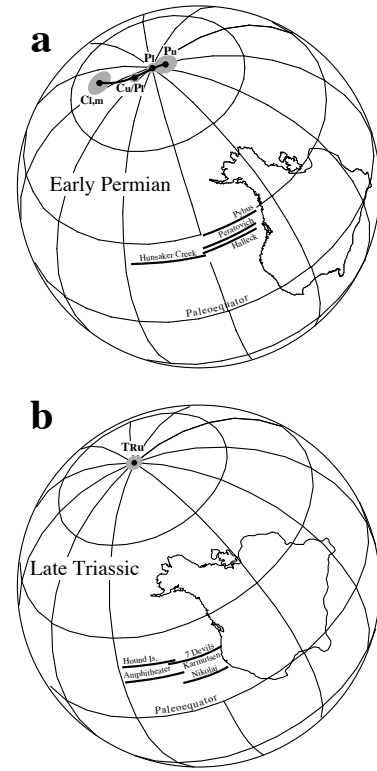 a
Pl
Pu
Cu/Pl
Cl,m
Early Permian
Pybus
Peratovich
Halleck
Hunsaker Creek
Paleoequator
b
TRu
Late Triassic
Hound Is.
7 Devils
Amphitheater
Karmutsen
Nikolai
Paleoequator